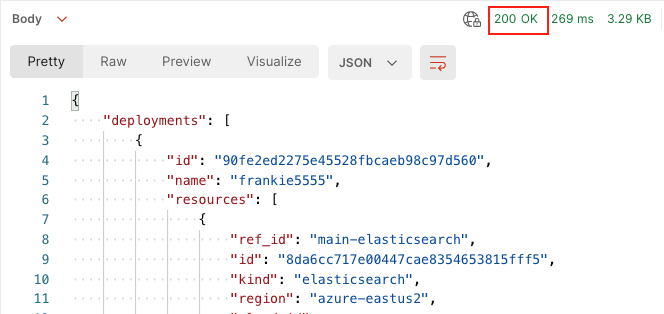 Body 200 OK 269 ms 3.29 KB
Pretty Raw Preview Visualize JSON
1 {
2 "deployments": [
3 {
4 "id": "90fe2ed2275e45528fbcaeb98c97d560",
5 "name": "frankie5555",
6 "resources": [
7 {
8 "ref_id": "main-elasticsearch",
9 "id": "8da6cc717e00447cae8354653815fff5",
10 "kind": "elasticsearch",
11 "region": "azure-eastus2",